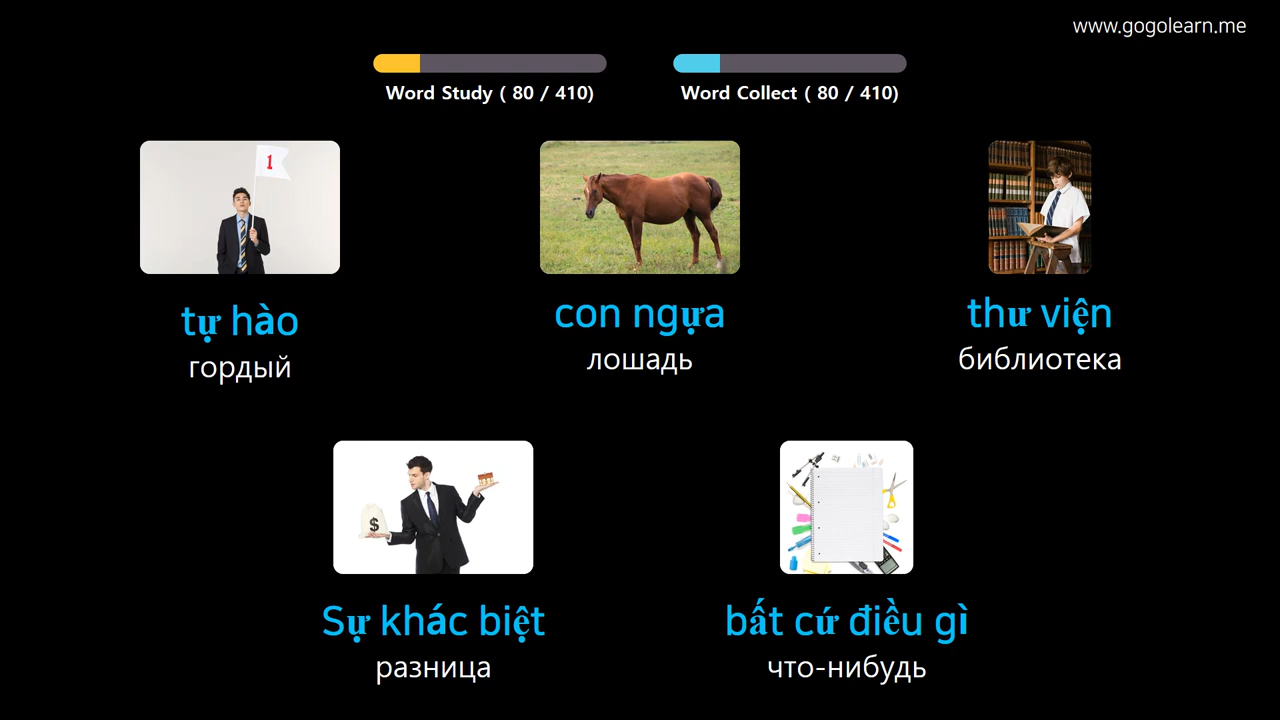 www.gogolearn.me
Word Study ( 80 / 410)
Word Collect ( 80 / 410)
1
tự hào
гордый
con ngựa
лошадь
thư viện
библиотека
$
Sự khác biệt
разница
bất cứ điều gì
что-нибудь